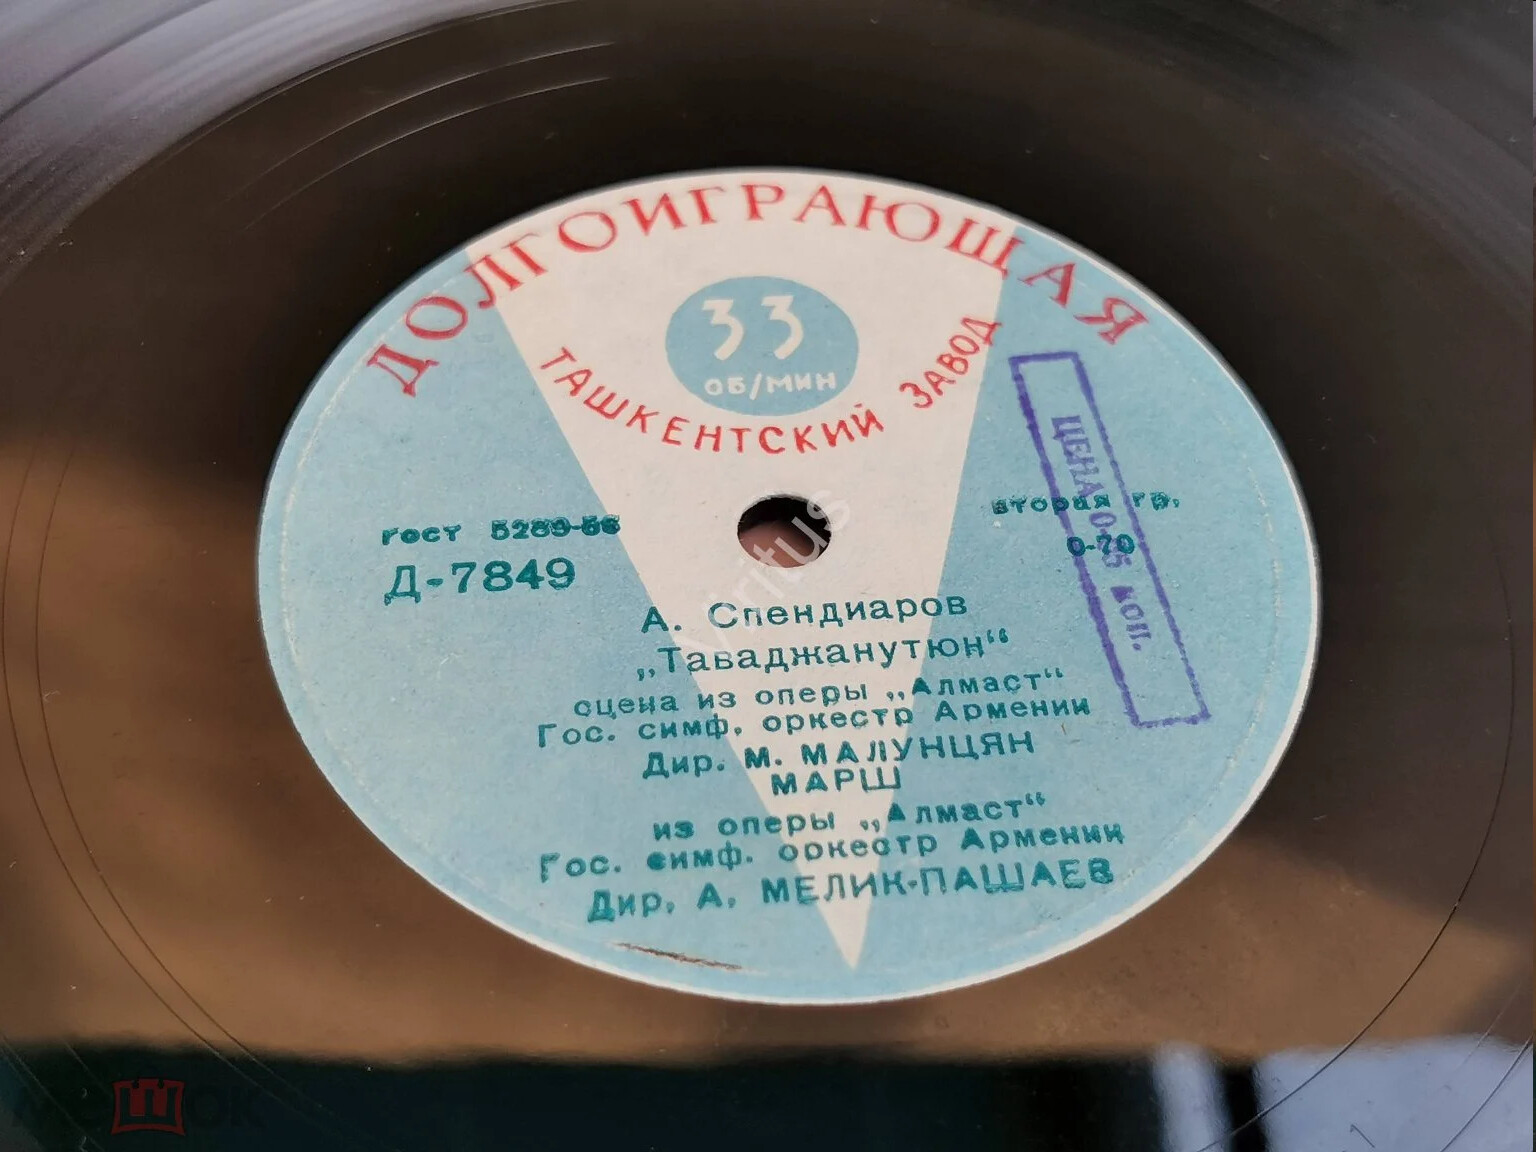 ДОЛГОИГРАЮЩАЯ
33
ОБ/МИН
ТАШКЕНТСКИЙ ЗАВОД
ГОСТ 5289-56
вторая гр.
Д-7849
0-70
ЦЕНА коп.
А. Спендиаров
„Таваджанутюн“
сцена из оперы „Алмаст“
Гос. симф. оркестр Армении
Дир. М. МАЛУНЦЯН
МАРШ
из оперы „Алмаст“
Гос. симф. оркестр Армении
Дир. А. МЕЛИК-ПАШАЕВ
Viritus